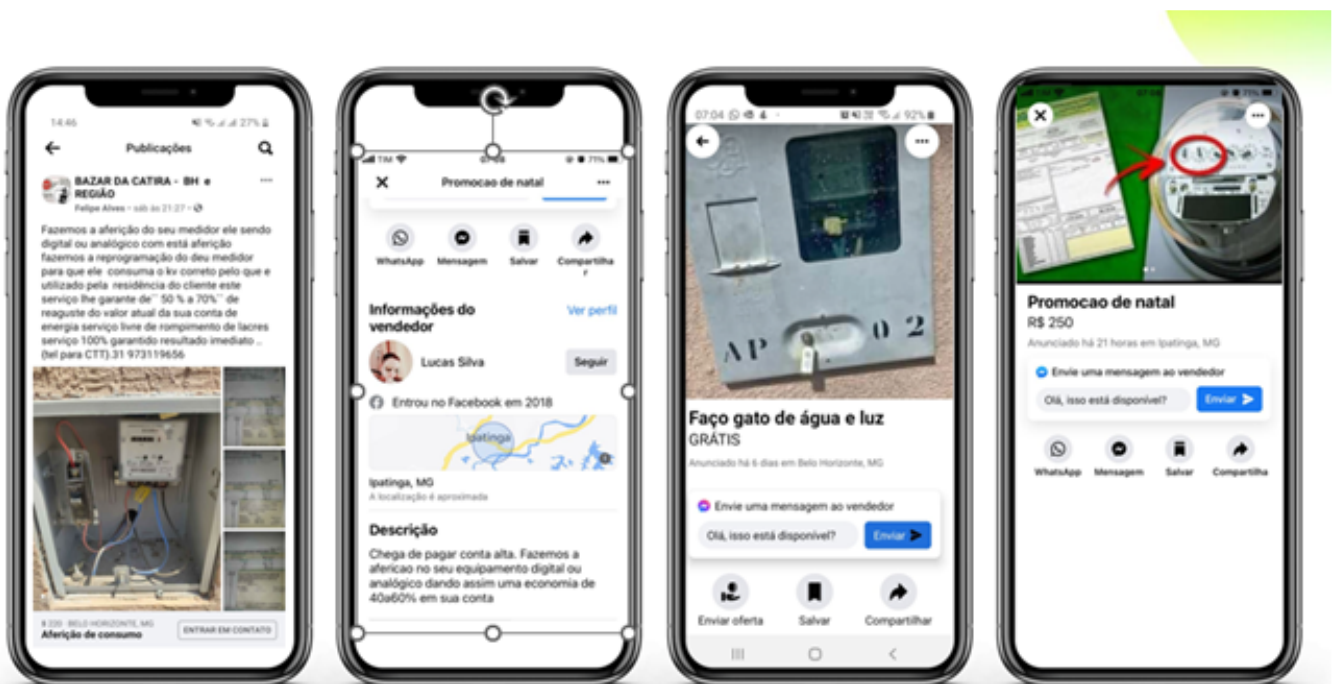 14:46
27%
Publicações
BAZAR DA CATIRA - BH e
REGIÃO
Felipe Alves - sáb às 21:27 -
Fazemos a aferição do seu medidor ele sendo
digital ou analógico com está aferição
fazemos a reprogramação do deu medidor
para que ele consuma o kv correto pelo que e
utilizado pela residência do cliente este
serviço lhe garante de`` 50 % a 70%`` de
reaguste do valor atual da sua conta de
energia serviço livre de rompimento de lacres
serviço 100% garantido resultado imediato ..
(tel para CTT).31 973119656
BELO HORIZONTE, MG
Aferição de consumo
ENTRAR EM CONTATO
TIM
71%
Promocao de natal
WhatsApp
Mensagem
Salvar
Compartilha
r
Informações do
vendedor
Ver perfil
Lucas Silva
Seguir
Entrou no Facebook em 2018
Ipatinga
Ipatinga, MG
A localização é aproximada
Descrição
Chega de pagar conta alta. Fazemos a
afericao no seu equipamento digital ou
analógico dando assim uma economia de
40a60% em sua conta
07:04
92%
AP 02
Faço gato de água e luz
GRÁTIS
Anunciado há 6 dias em Belo Horizonte, MG
Envie uma mensagem ao vendedor
Olá, isso está disponível?
Enviar
Enviar oferta
Salvar
Compartilhar
TIM
71%
Promocao de natal
R$ 250
Anunciado há 21 horas em Ipatinga, MG
Envie uma mensagem ao vendedor
Olá, isso está disponível?
Enviar
WhatsApp
Mensagem
Salvar
Compartilha